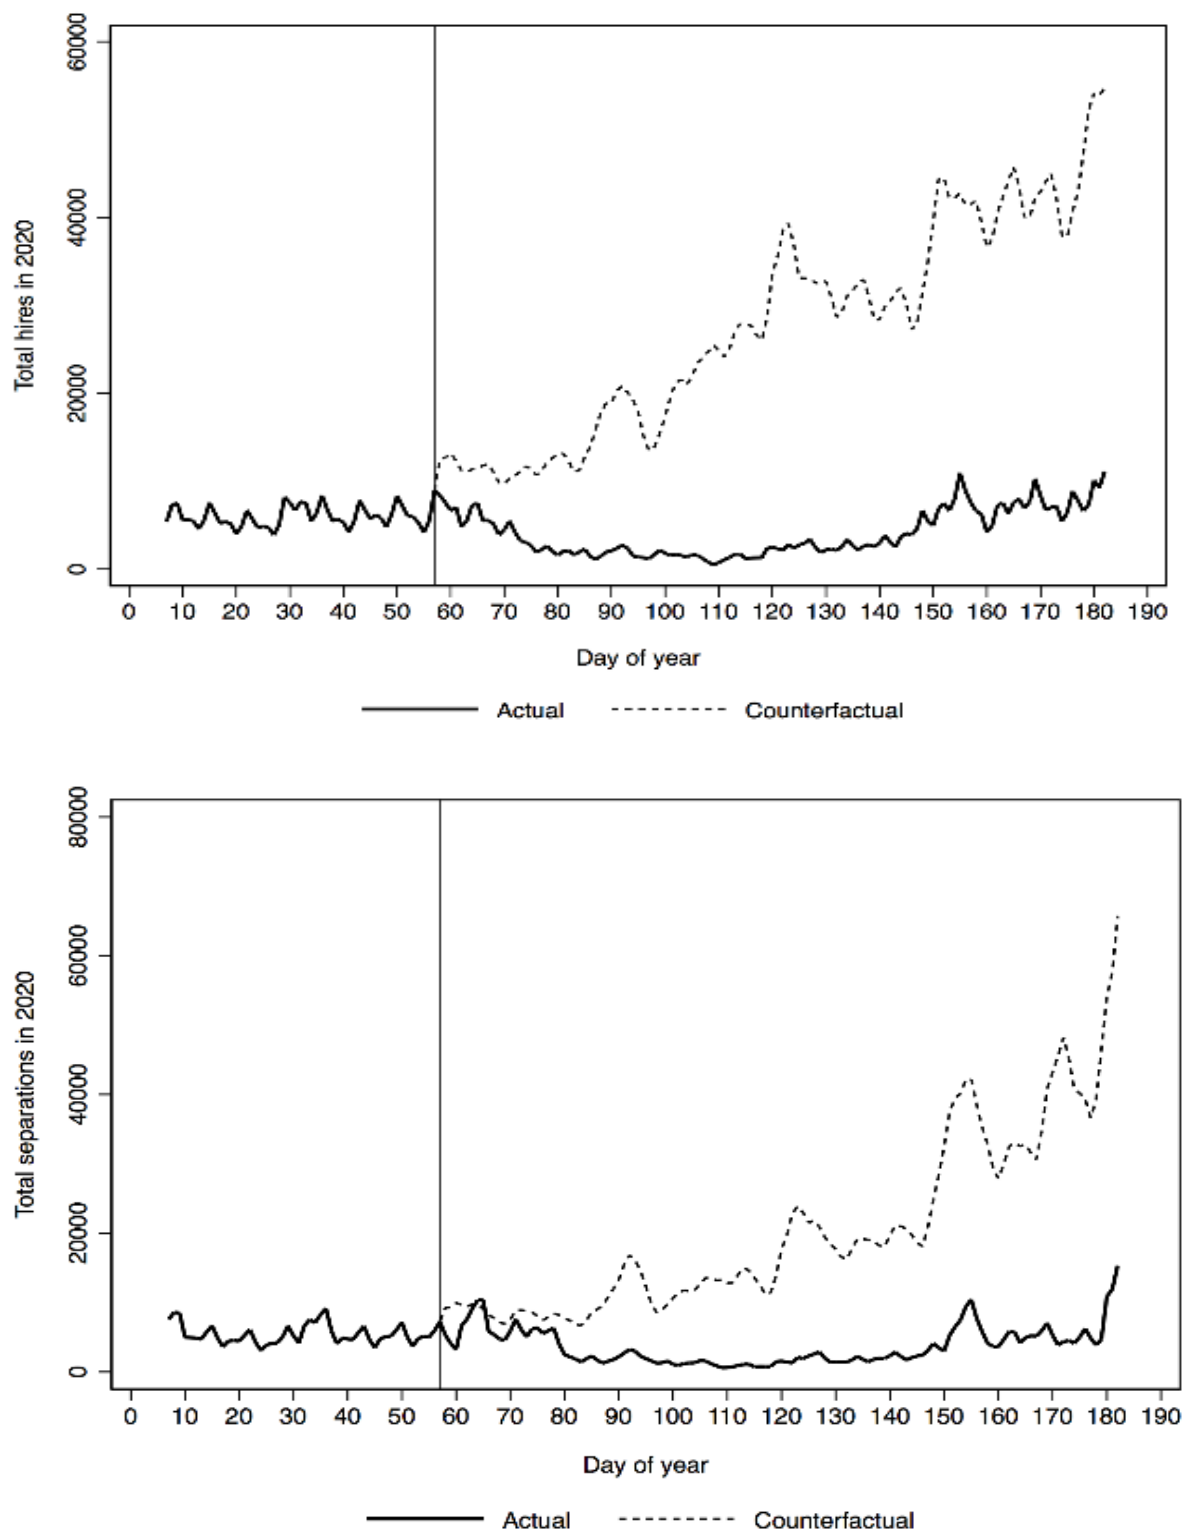 Total hires in 2020
60000
40000
20000
0
0 10 20 30 40 50 60 70 80 90 100 110 120 130 140 150 160 170 180 190
Day of year
Actual Counterfactual
Total separations in 2020
80000
60000
40000
20000
0
0 10 20 30 40 50 60 70 80 90 100 110 120 130 140 150 160 170 180 190
Day of year
Actual Counterfactual